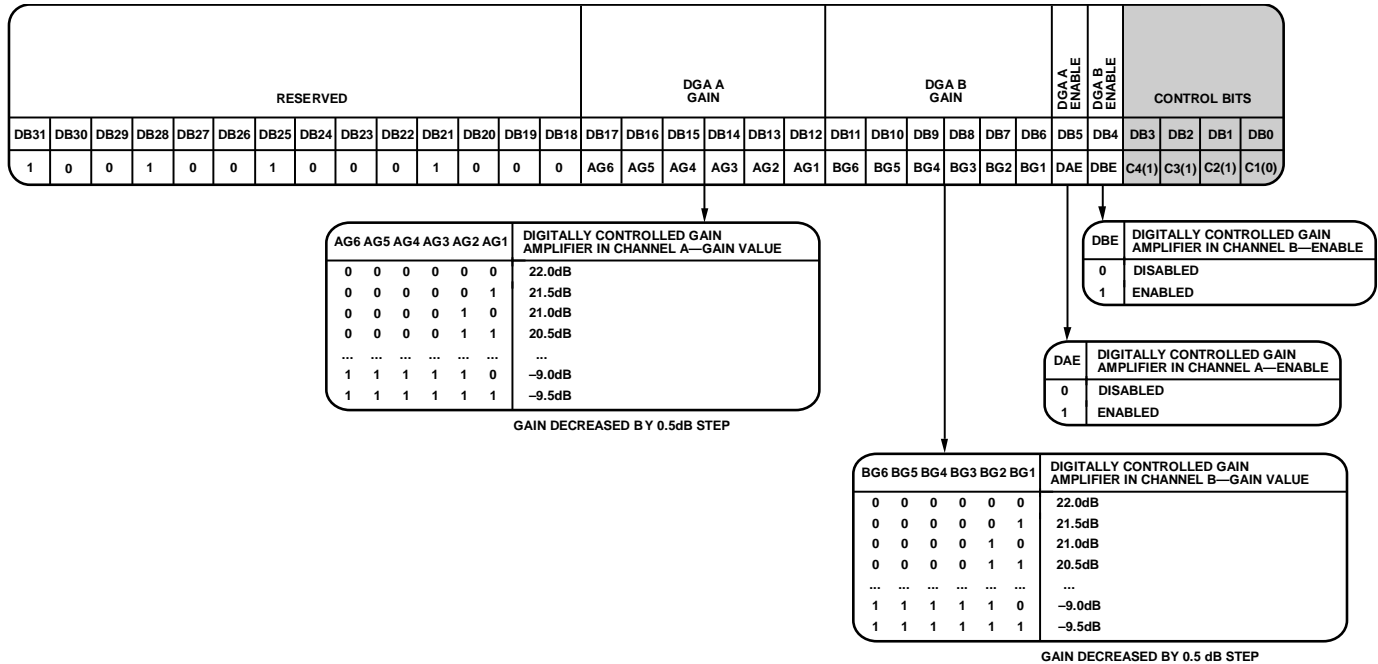 RESERVED
DGA A
GAIN
DGA B
GAIN
DGA A
ENABLE
DGA B
ENABLE
CONTROL BITS
DB31 DB30 DB29 DB28 DB27 DB26 DB25 DB24 DB23 DB22 DB21 DB20 DB19 DB18 DB17 DB16 DB15 DB14 DB13 DB12 DB11 DB10 DB9 DB8 DB7 DB6 DB5 DB4 DB3 DB2 DB1 DB0
1 0 0 1 0 0 1 0 0 0 1 0 0 0 AG6 AG5 AG4 AG3 AG2 AG1 BG6 BG5 BG4 BG3 BG2 BG1 DAE DBE C4(1) C3(1) C2(1) C1(0)
AG6 AG5 AG4 AG3 AG2 AG1 DIGITALLY CONTROLLED GAIN
AMPLIFIER IN CHANNEL A—GAIN VALUE
0 0 0 0 0 0 22.0dB
0 0 0 0 0 1 21.5dB
0 0 0 0 1 0 21.0dB
0 0 0 0 1 1 20.5dB
... ... ... ... ... ... ...
1 1 1 1 1 0 –9.0dB
1 1 1 1 1 1 –9.5dB
GAIN DECREASED BY 0.5dB STEP
DBE DIGITALLY CONTROLLED GAIN
AMPLIFIER IN CHANNEL B—ENABLE
0 DISABLED
1 ENABLED
DAE DIGITALLY CONTROLLED GAIN
AMPLIFIER IN CHANNEL A—ENABLE
0 DISABLED
1 ENABLED
BG6 BG5 BG4 BG3 BG2 BG1 DIGITALLY CONTROLLED GAIN
AMPLIFIER IN CHANNEL B—GAIN VALUE
0 0 0 0 0 0 22.0dB
0 0 0 0 0 1 21.5dB
0 0 0 0 1 0 21.0dB
0 0 0 0 1 1 20.5dB
... ... ... ... ... ... ...
1 1 1 1 1 0 –9.0dB
1 1 1 1 1 1 –9.5dB
GAIN DECREASED BY 0.5 dB STEP